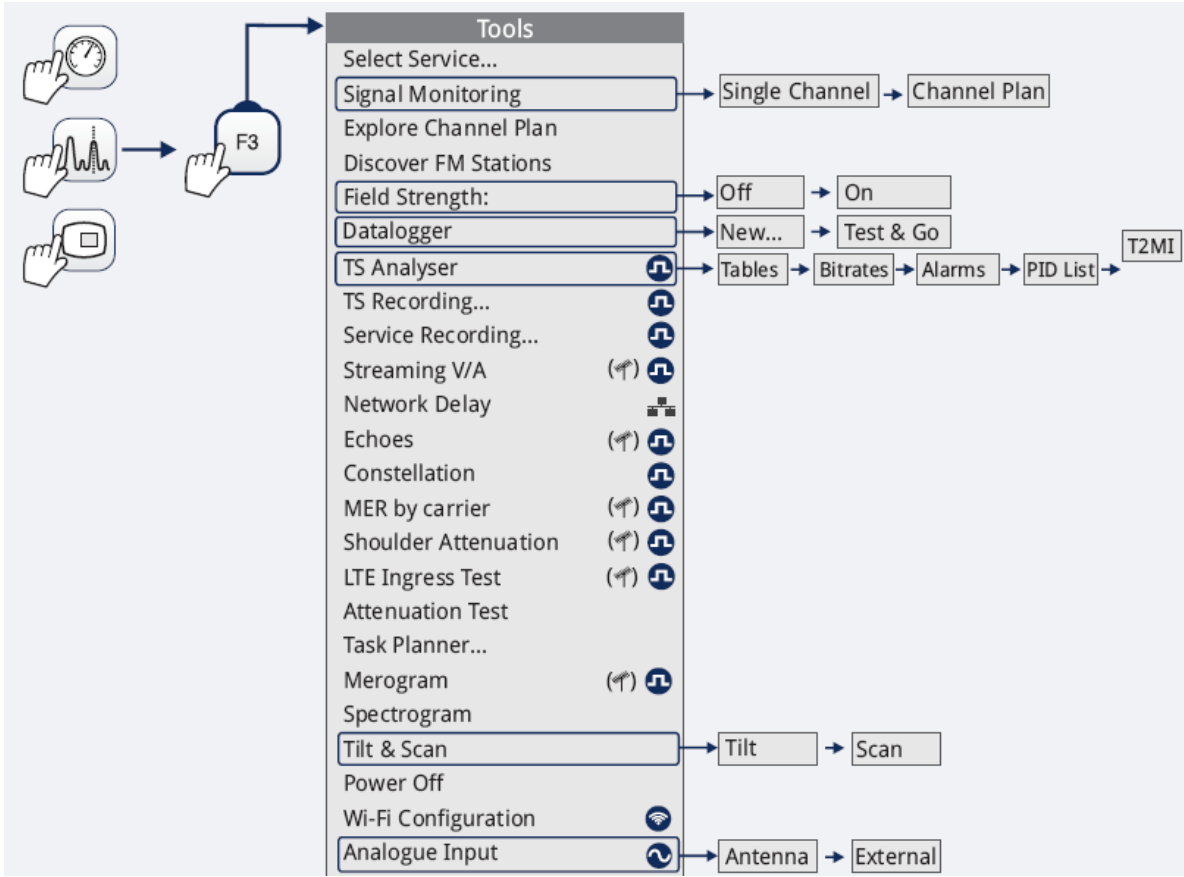 Tools
F3
Select Service...
Signal Monitoring
Single Channel
Channel Plan
Explore Channel Plan
Discover FM Stations
Field Strength:
Off
On
Datalogger
New...
Test & Go
TS Analyser
Tables
Bitrates
Alarms
PID List
T2MI
TS Recording...
Service Recording...
Streaming V/A
Network Delay
Echoes
Constellation
MER by carrier
Shoulder Attenuation
LTE Ingress Test
Attenuation Test
Task Planner...
Merogram
Spectrogram
Tilt & Scan
Tilt
Scan
Power Off
Wi-Fi Configuration
Analogue Input
Antenna
External